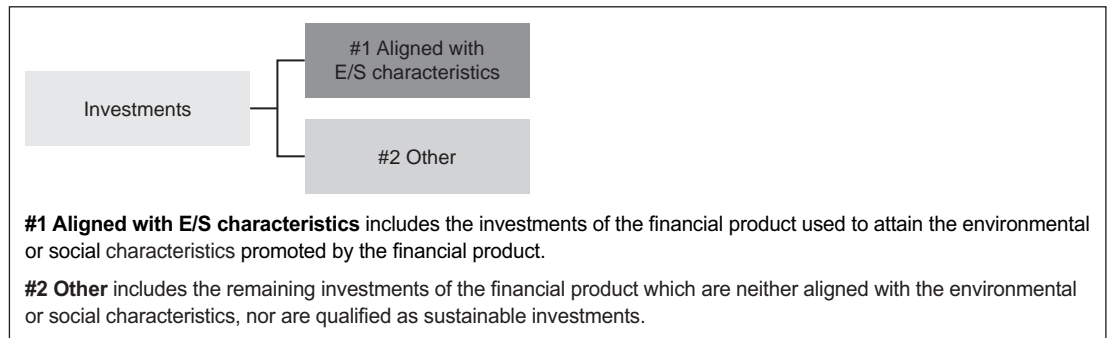 #1 Aligned with
E/S characteristics
Investments
#2 Other
#1 Aligned with E/S characteristics includes the investments of the financial product used to attain the environmental
or social characteristics promoted by the financial product.
#2 Other includes the remaining investments of the financial product which are neither aligned with the environmental
or social characteristics, nor are qualified as sustainable investments.